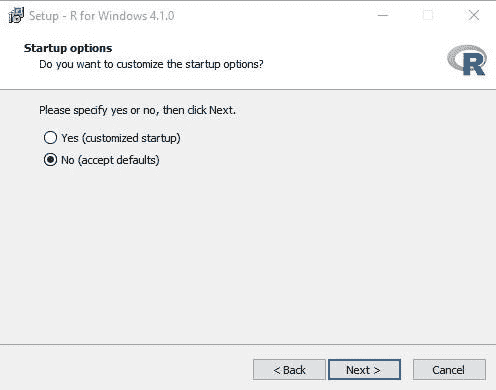 Setup - R for Windows 4.1.0
Startup options
Do you want to customize the startup options?
R
Please specify yes or no, then click Next.
Yes (customized startup)
No (accept defaults)
< Back Next > Cancel